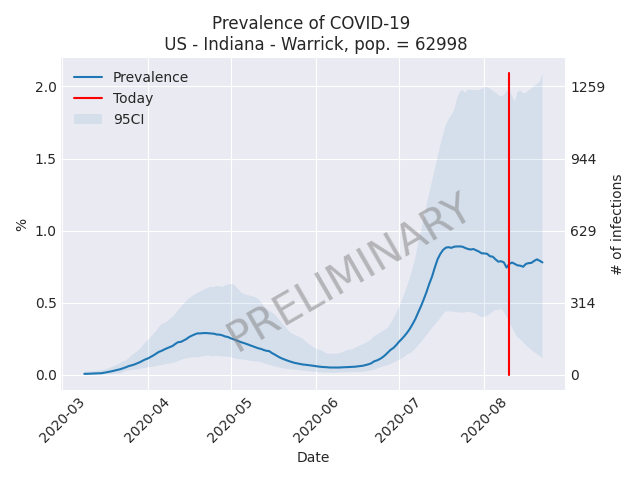 Prevalence of COVID-19
US - Indiana - Warrick, pop. = 62998
Prevalence
Today
95CI
2.0
1.5
1.0
0.5
0.0
%
1259
944
629
314
0
# of infections
PRELIMINARY
2020-03
2020-04
2020-05
2020-06
2020-07
2020-08
Date